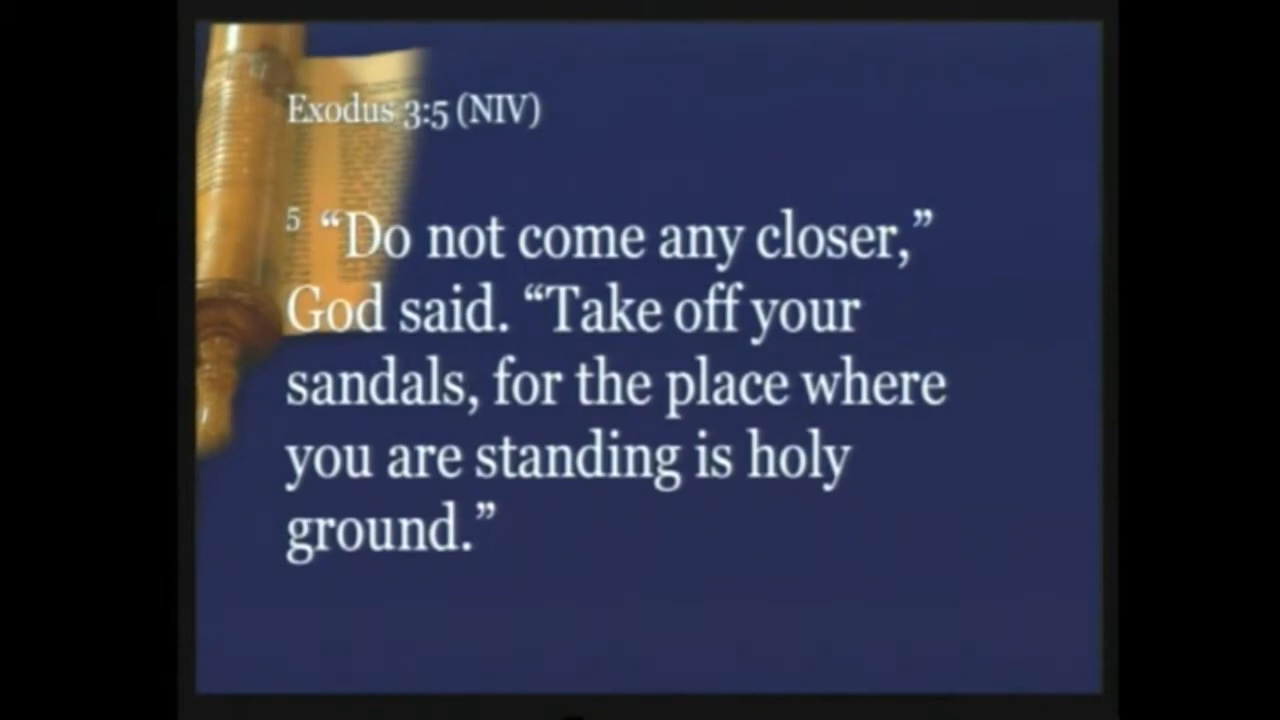 Exodus 3:5 (NIV)
5 “Do not come any closer,”
God said. “Take off your
sandals, for the place where
you are standing is holy
ground.”